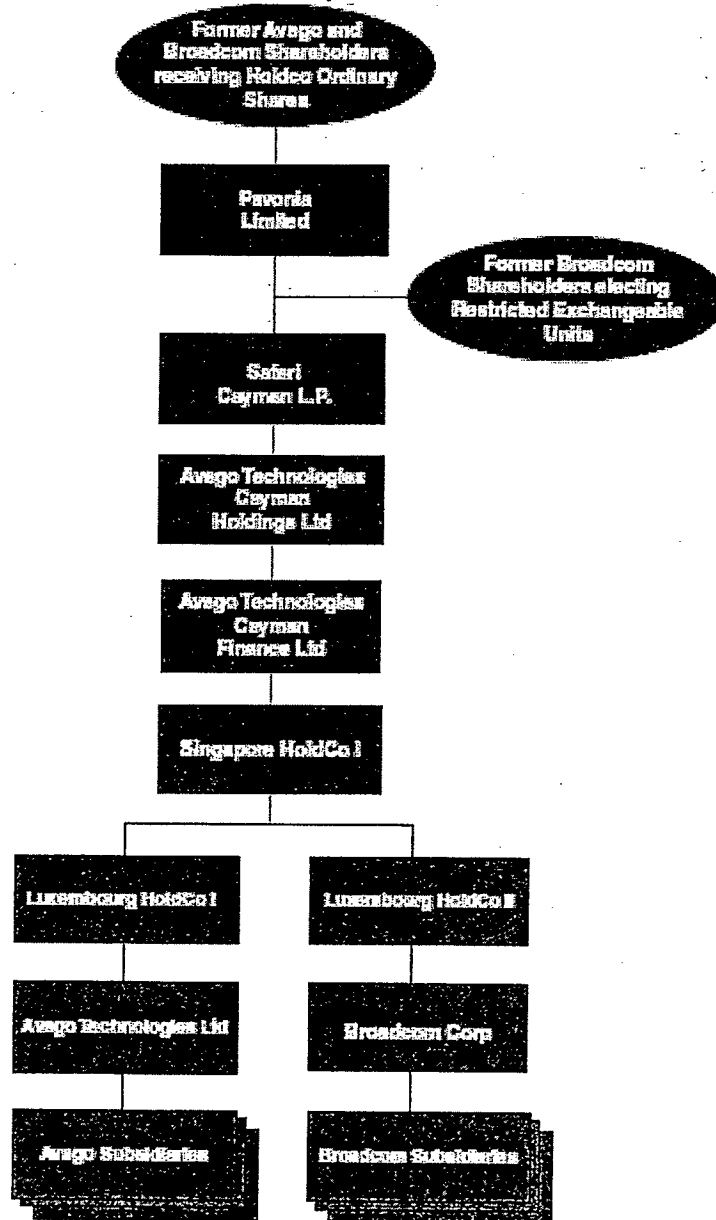 Former Avago and
Broadcom Shareholders
receiving Holdco Ordinary
Shares
Pavonia
Limited
Former Broadcom
Shareholders electing
Restricted Exchangeable
Units
Safari
Cayman L.P.
Avago Technologies
Cayman
Holdings Ltd
Avago Technologies
Cayman
Finance Ltd
Singapore HoldCo I
Luxembourg HoldCo I
Luxembourg HoldCo II
Avago Technologies Ltd
Broadcom Corp
Avago Subsidiaries
Broadcom Subsidiaries